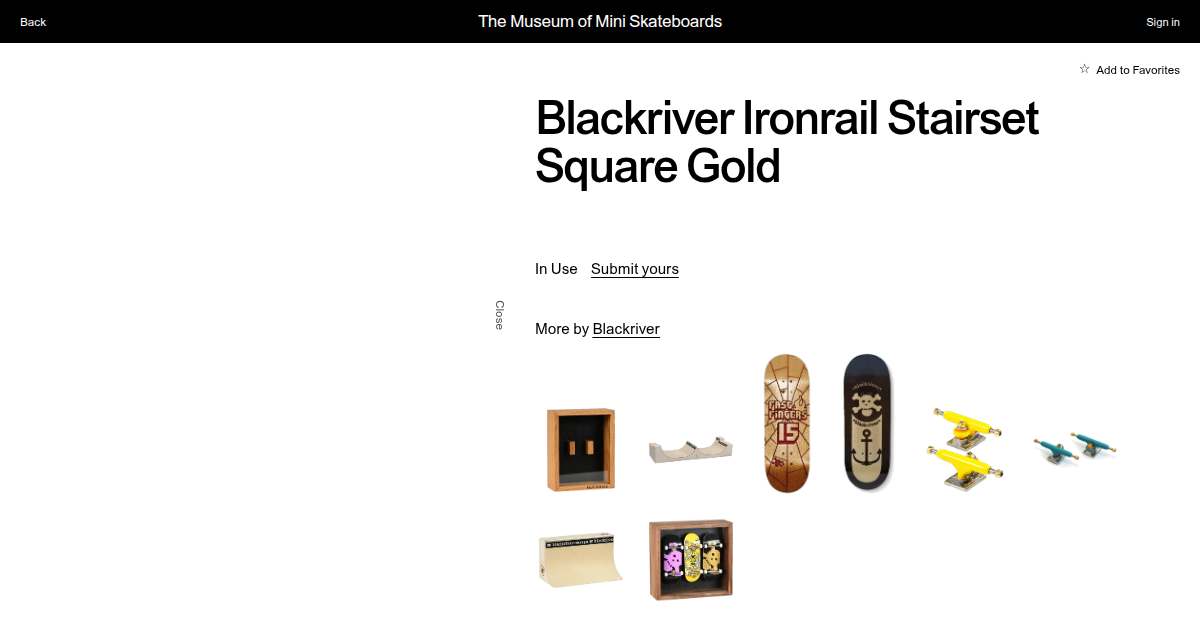 Back
The Museum of Mini Skateboards
Sign in
☆ Add to Favorites
Blackriver Ironrail Stairset
Square Gold
In Use Submit yours
Close
More by Blackriver
FAST
FINGERS
15